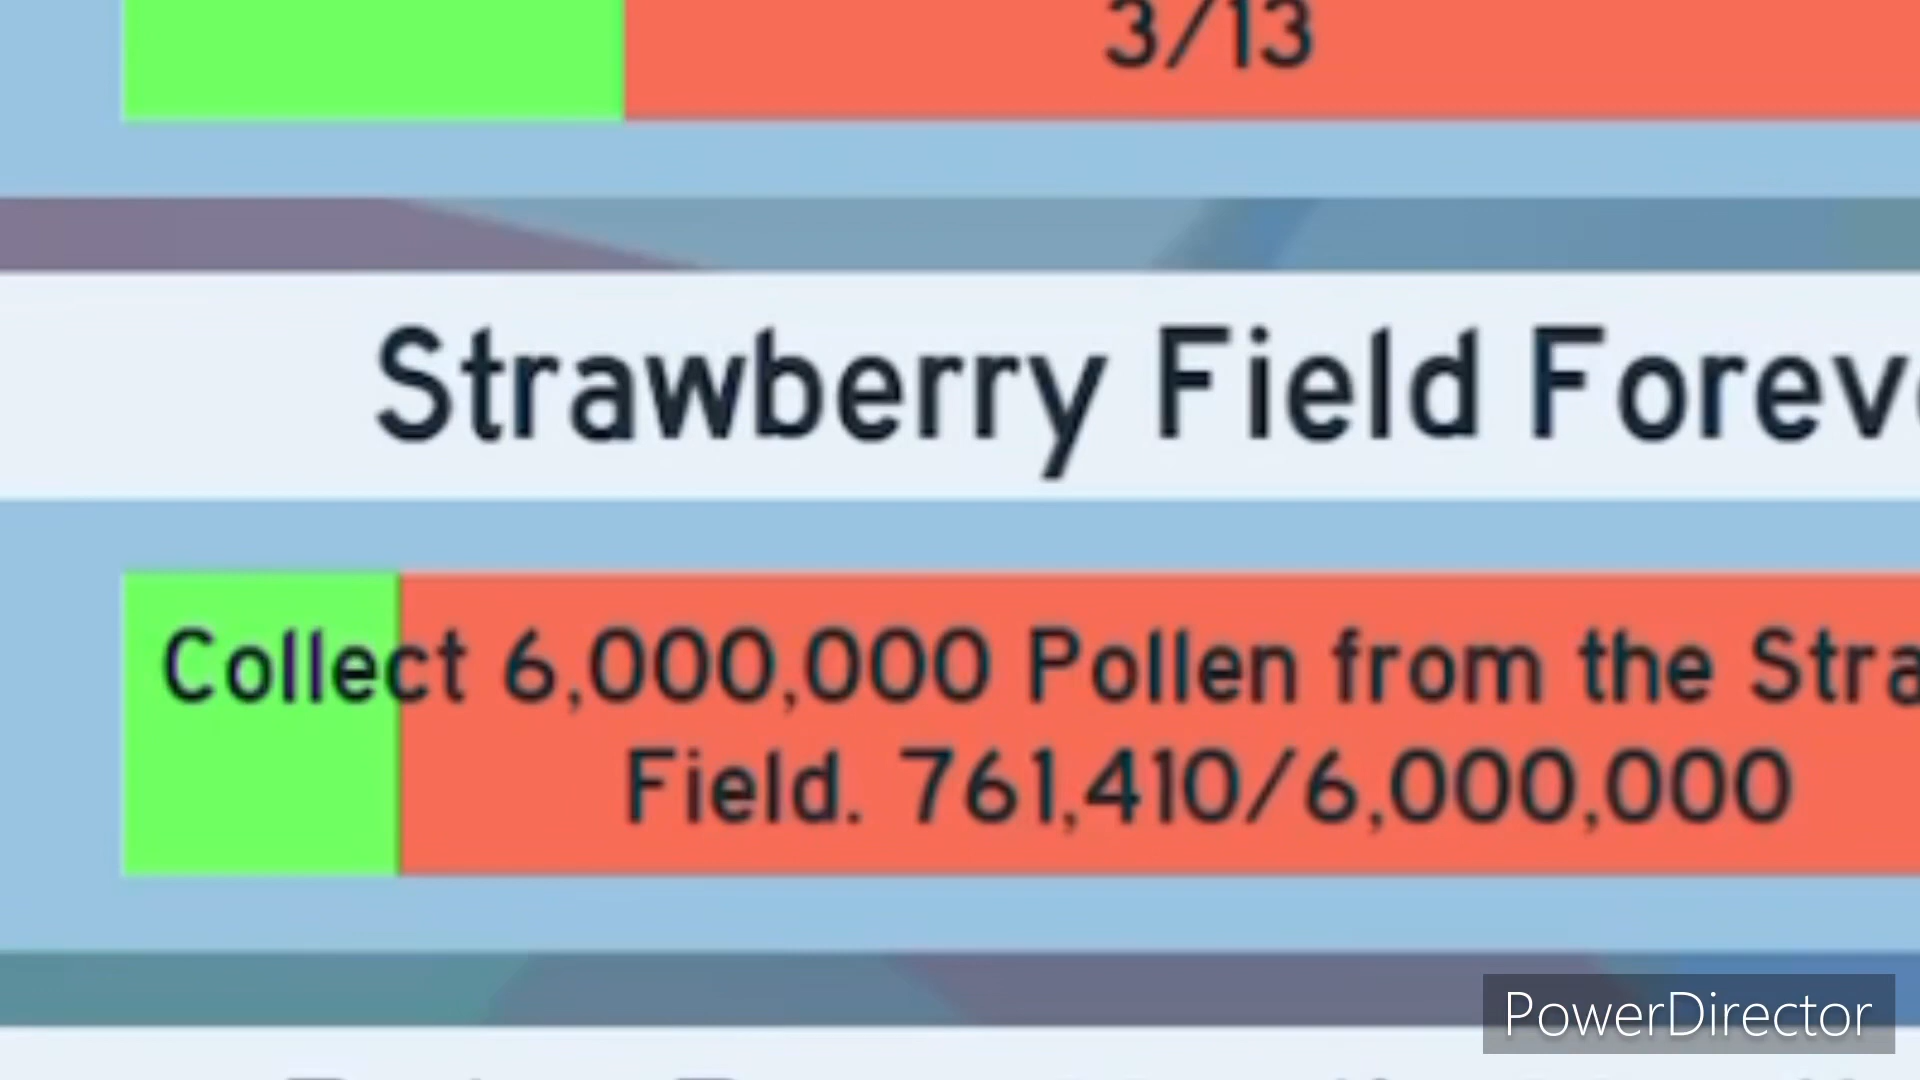 3/13
Strawberry Field Forev
Collect 6,000,000 Pollen from the Stra
Field. 761,410/6,000,000
PowerDirector